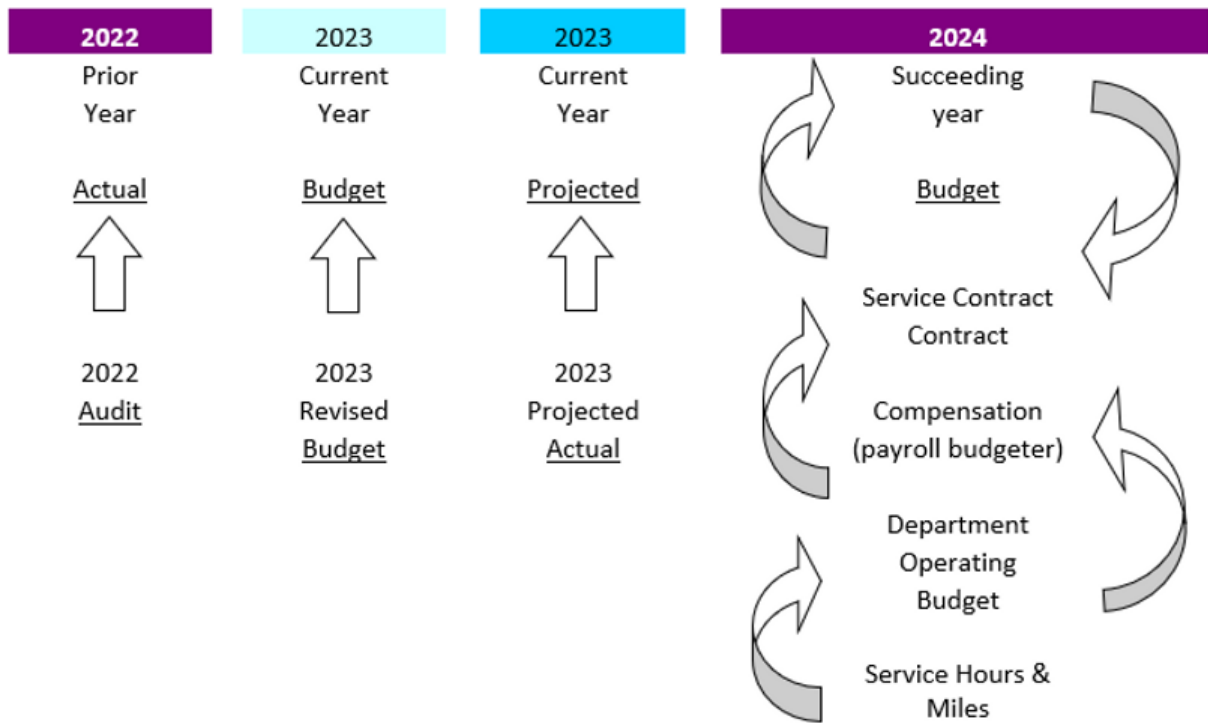 2022
Prior
Year
Actual
2022
Audit
2023
Current
Year
Budget
2023
Revised
Budget
2023
Current
Year
Projected
2023
Projected
Actual
2024
Succeeding
year
Budget
Service Contract
Contract
Compensation
(payroll budgeter)
Department
Operating
Budget
Service Hours &
Miles